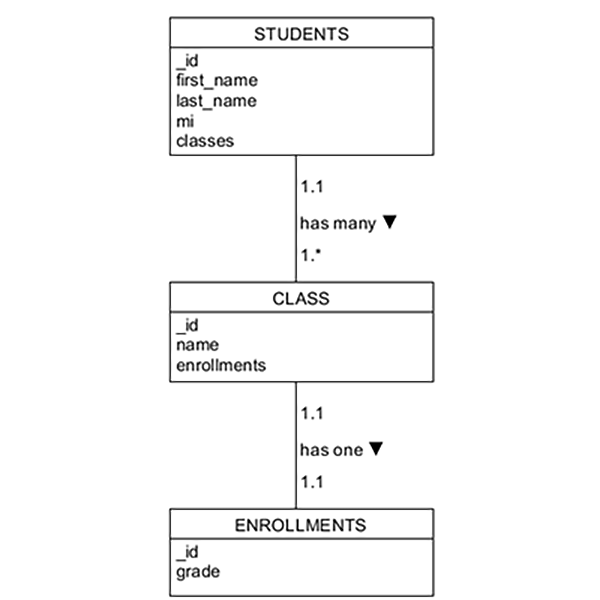 STUDENTS
_id
first_name
last_name
mi
classes
1.1
has many ▼
1.*
CLASS
_id
name
enrollments
1.1
has one ▼
1.1
ENROLLMENTS
_id
grade